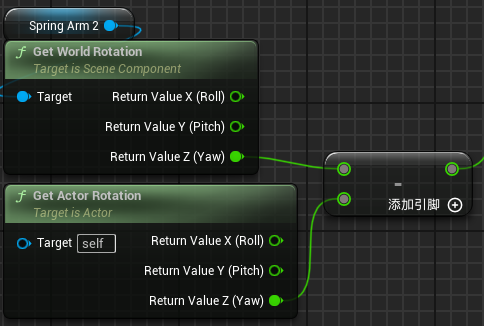 Spring Arm 2
f Get World Rotation
Target is Scene Component
Target
Return Value X (Roll)
Return Value Y (Pitch)
Return Value Z (Yaw)
f Get Actor Rotation
Target is Actor
Target self
Return Value X (Roll)
Return Value Y (Pitch)
Return Value Z (Yaw)
-
添加引脚